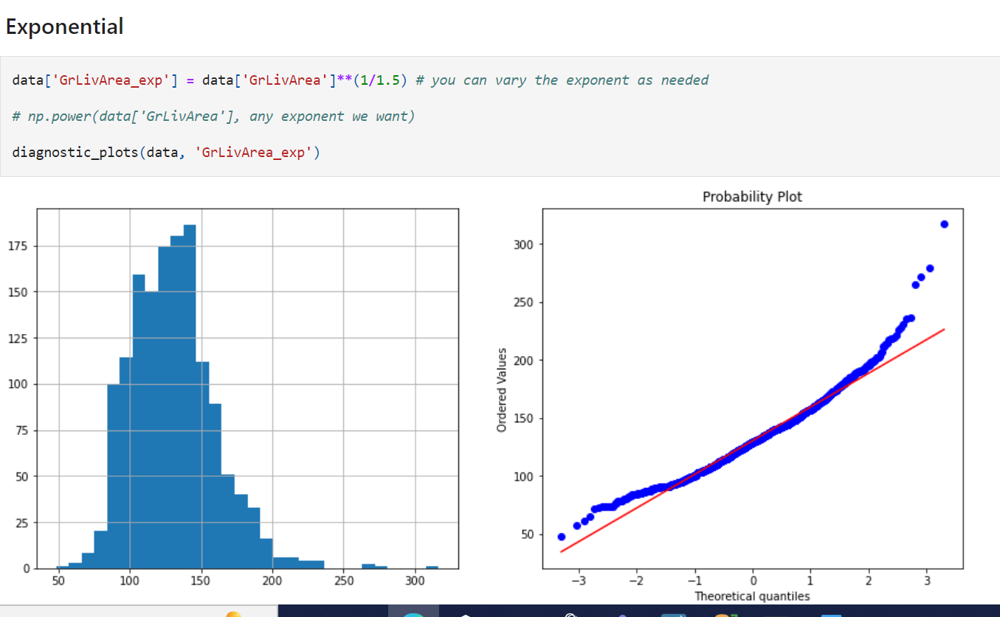 Exponential
data['GrLivArea_exp'] = data['GrLivArea']**(1/1.5) # you can vary the exponent as needed
# np.power(data['GrLivArea'], any exponent we want)
diagnostic_plots(data, 'GrLivArea_exp')
175
150
125
100
75
50
25
0
50 100 150 200 250 300
Probability Plot
Ordered Values
300
250
200
150
100
50
−3 −2 −1 0 1 2 3
Theoretical quantiles